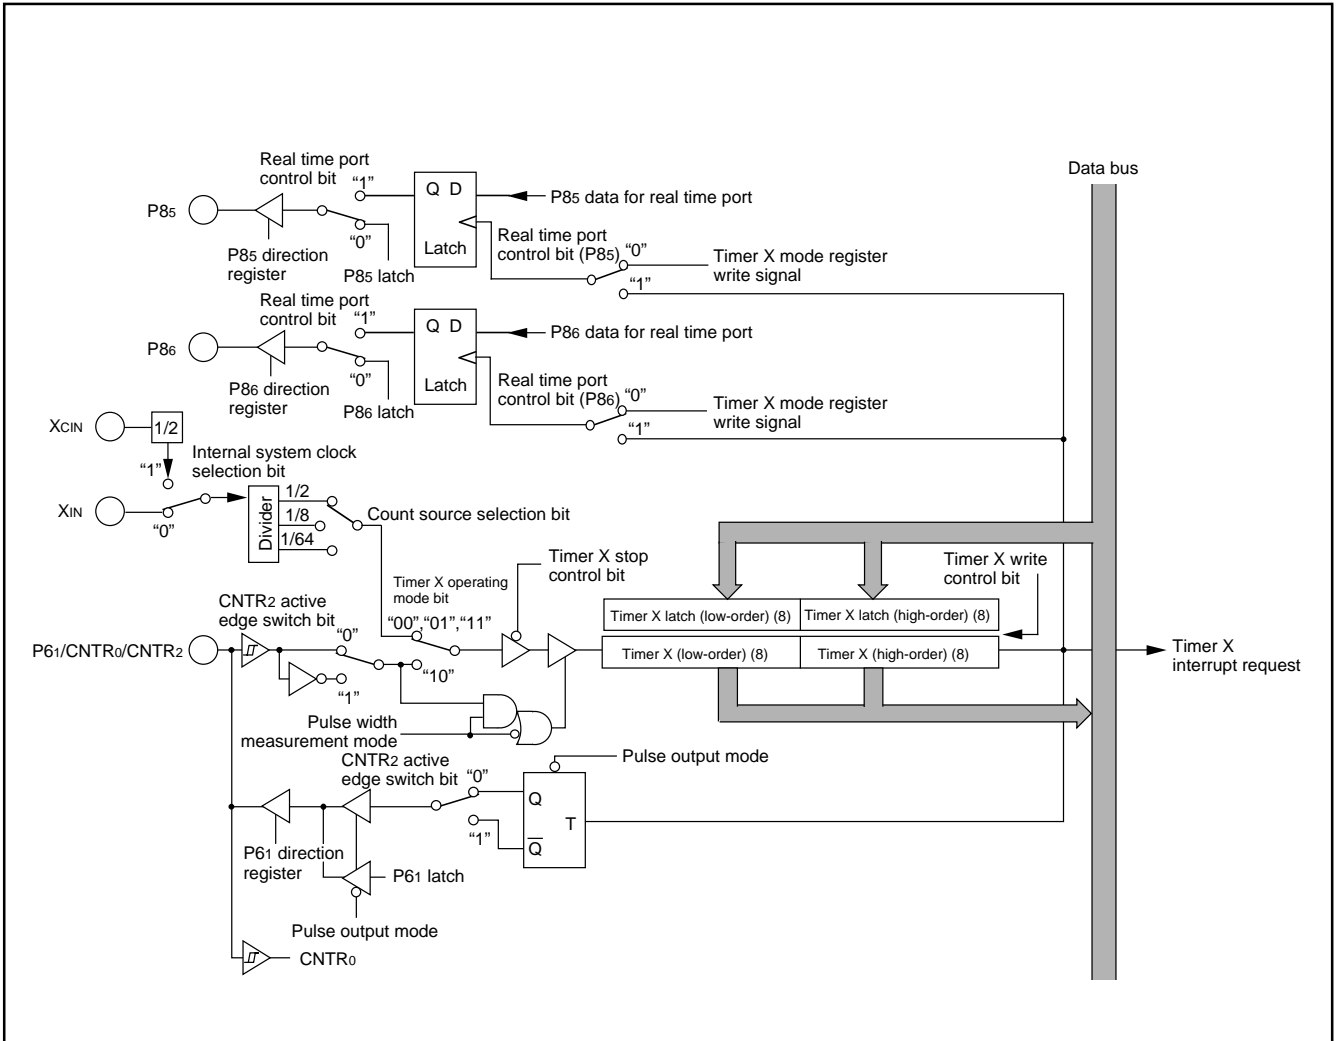 Data bus
Real time port
control bit
“1”
Q D
Latch
P85 data for real time port
P85
“0”
P85 direction
register
P85 latch
Real time port
control bit (P85)
“0”
“1”
Timer X mode register
write signal
Real time port
control bit
“1”
Q D
Latch
P86 data for real time port
P86
“0”
P86 direction
register
P86 latch
Real time port
control bit (P86)
“0”
“1”
Timer X mode register
write signal
XCIN
1/2
“1”
Internal system clock
selection bit
XIN
“0”
Divider
1/2
1/8
1/64
Count source selection bit
Timer X stop
control bit
Timer X write
control bit
Timer X operating
mode bit
“00”,“01”,“11”
“10”
Timer X latch (low-order) (8)
Timer X latch (high-order) (8)
Timer X (low-order) (8)
Timer X (high-order) (8)
Timer X
interrupt request
CNTR2 active
edge switch bit
P61/CNTR0/CNTR2
“0”
“1”
Pulse width
measurement mode
CNTR2 active
edge switch bit
“0”
“1”
Pulse output mode
Q
T
Q̅
P61 direction
register
P61 latch
Pulse output mode
CNTR0